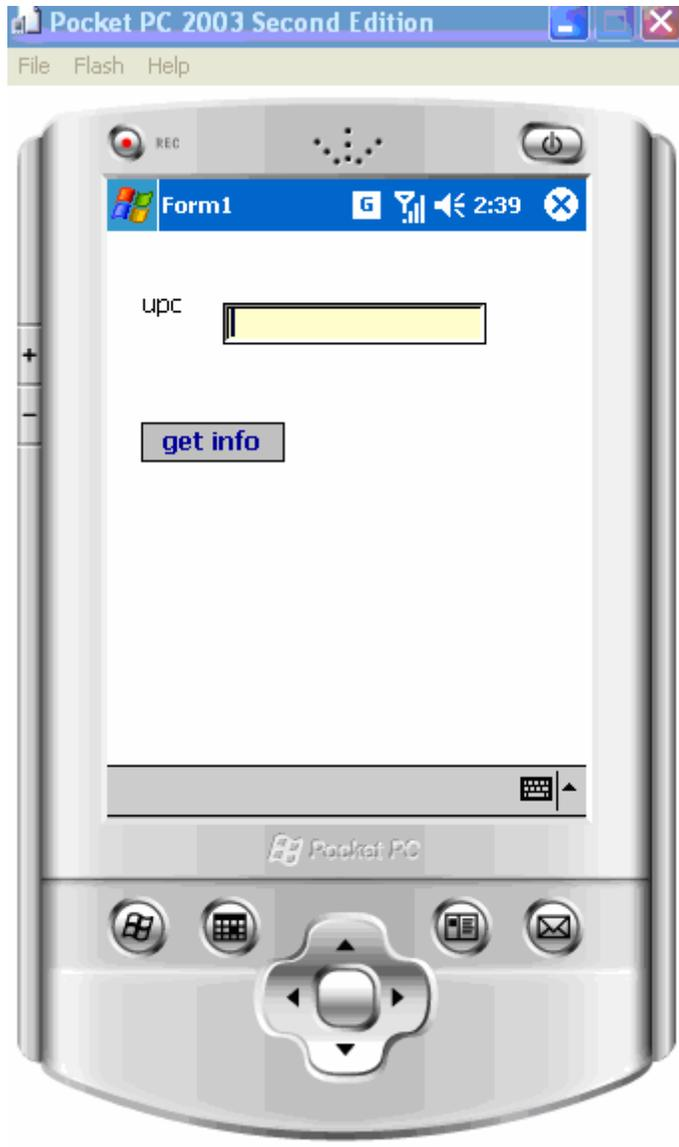 Pocket PC 2003 Second Edition
File Flash Help
REC
Form1 G 2:39
upc
get info
+
-
Pocket PC